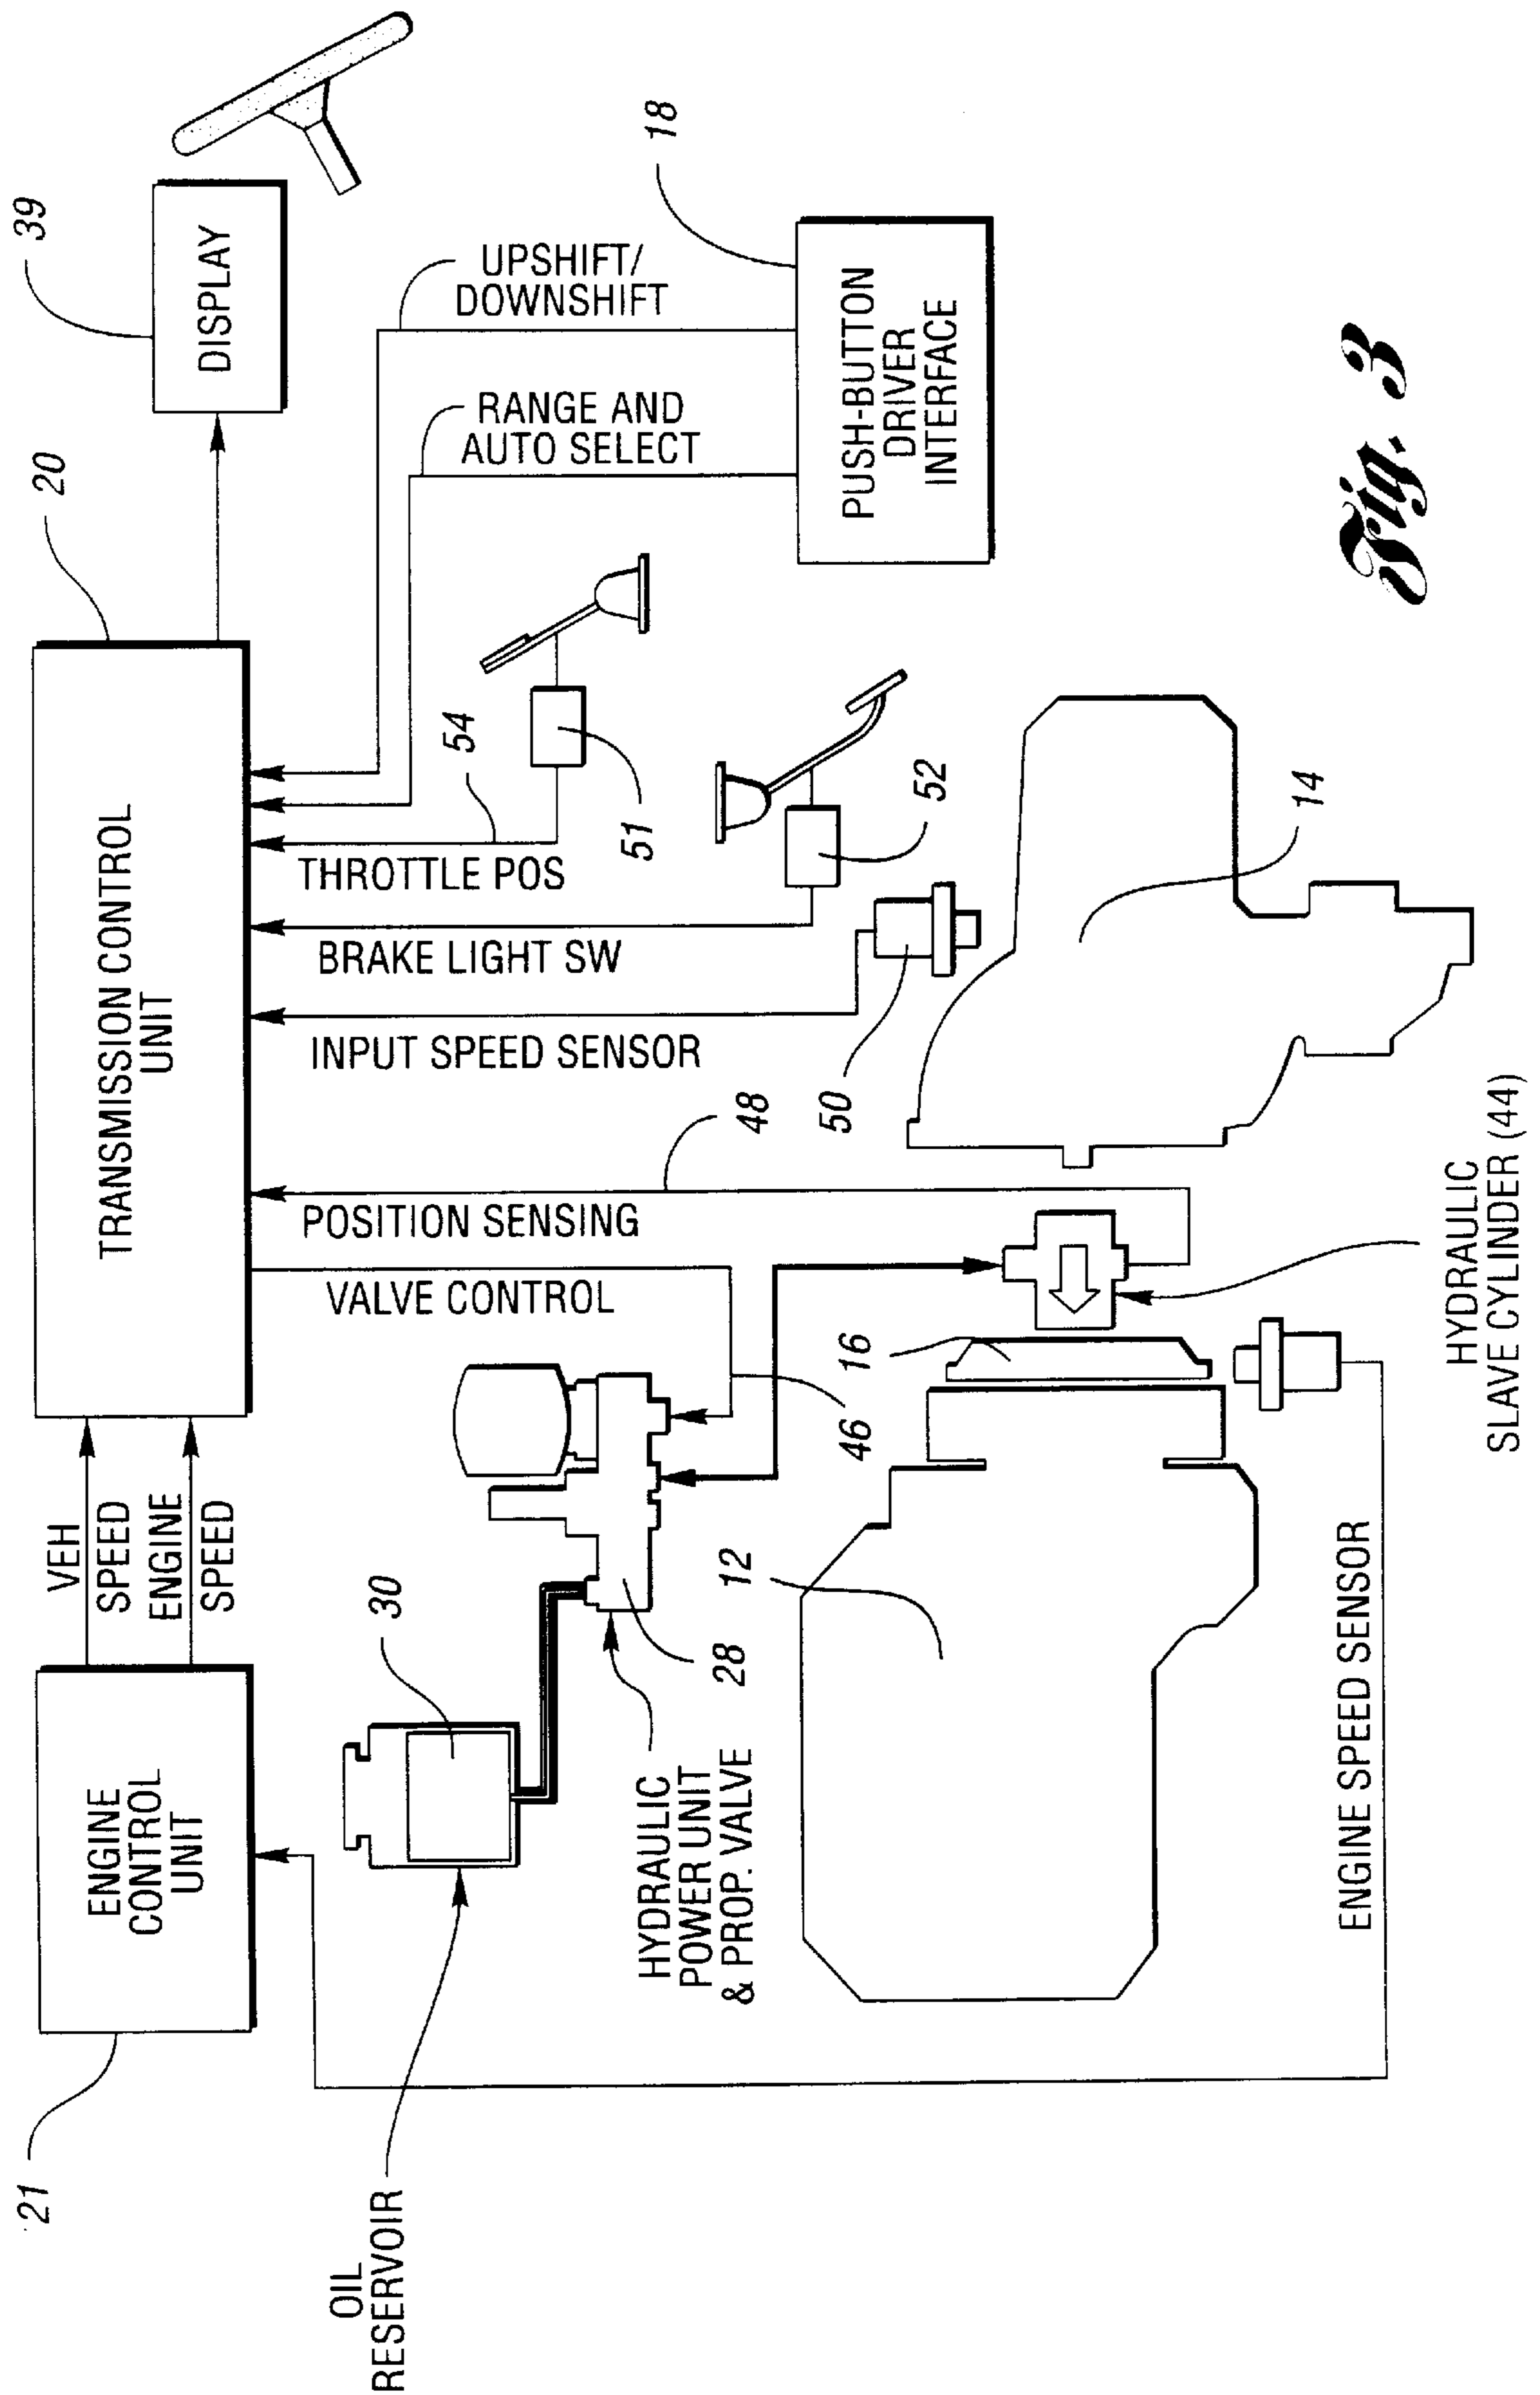 21
ENGINE
CONTROL
UNIT
VEH
SPEED
ENGINE
SPEED
20
TRANSMISSION CONTROL
UNIT
39
DISPLAY
OIL
RESERVOIR
30
HYDRAULIC
POWER UNIT
& PROP. VALVE
28
VALVE CONTROL
46
POSITION SENSING
48
INPUT SPEED SENSOR
50
BRAKE LIGHT SW
52
THROTTLE POS
54
51
RANGE AND
AUTO SELECT
UPSHIFT/
DOWNSHIFT
18
PUSH-BUTTON
DRIVER
INTERFACE
12
16
14
ENGINE SPEED SENSOR
HYDRAULIC
SLAVE CYLINDER (44)
Fig. 3